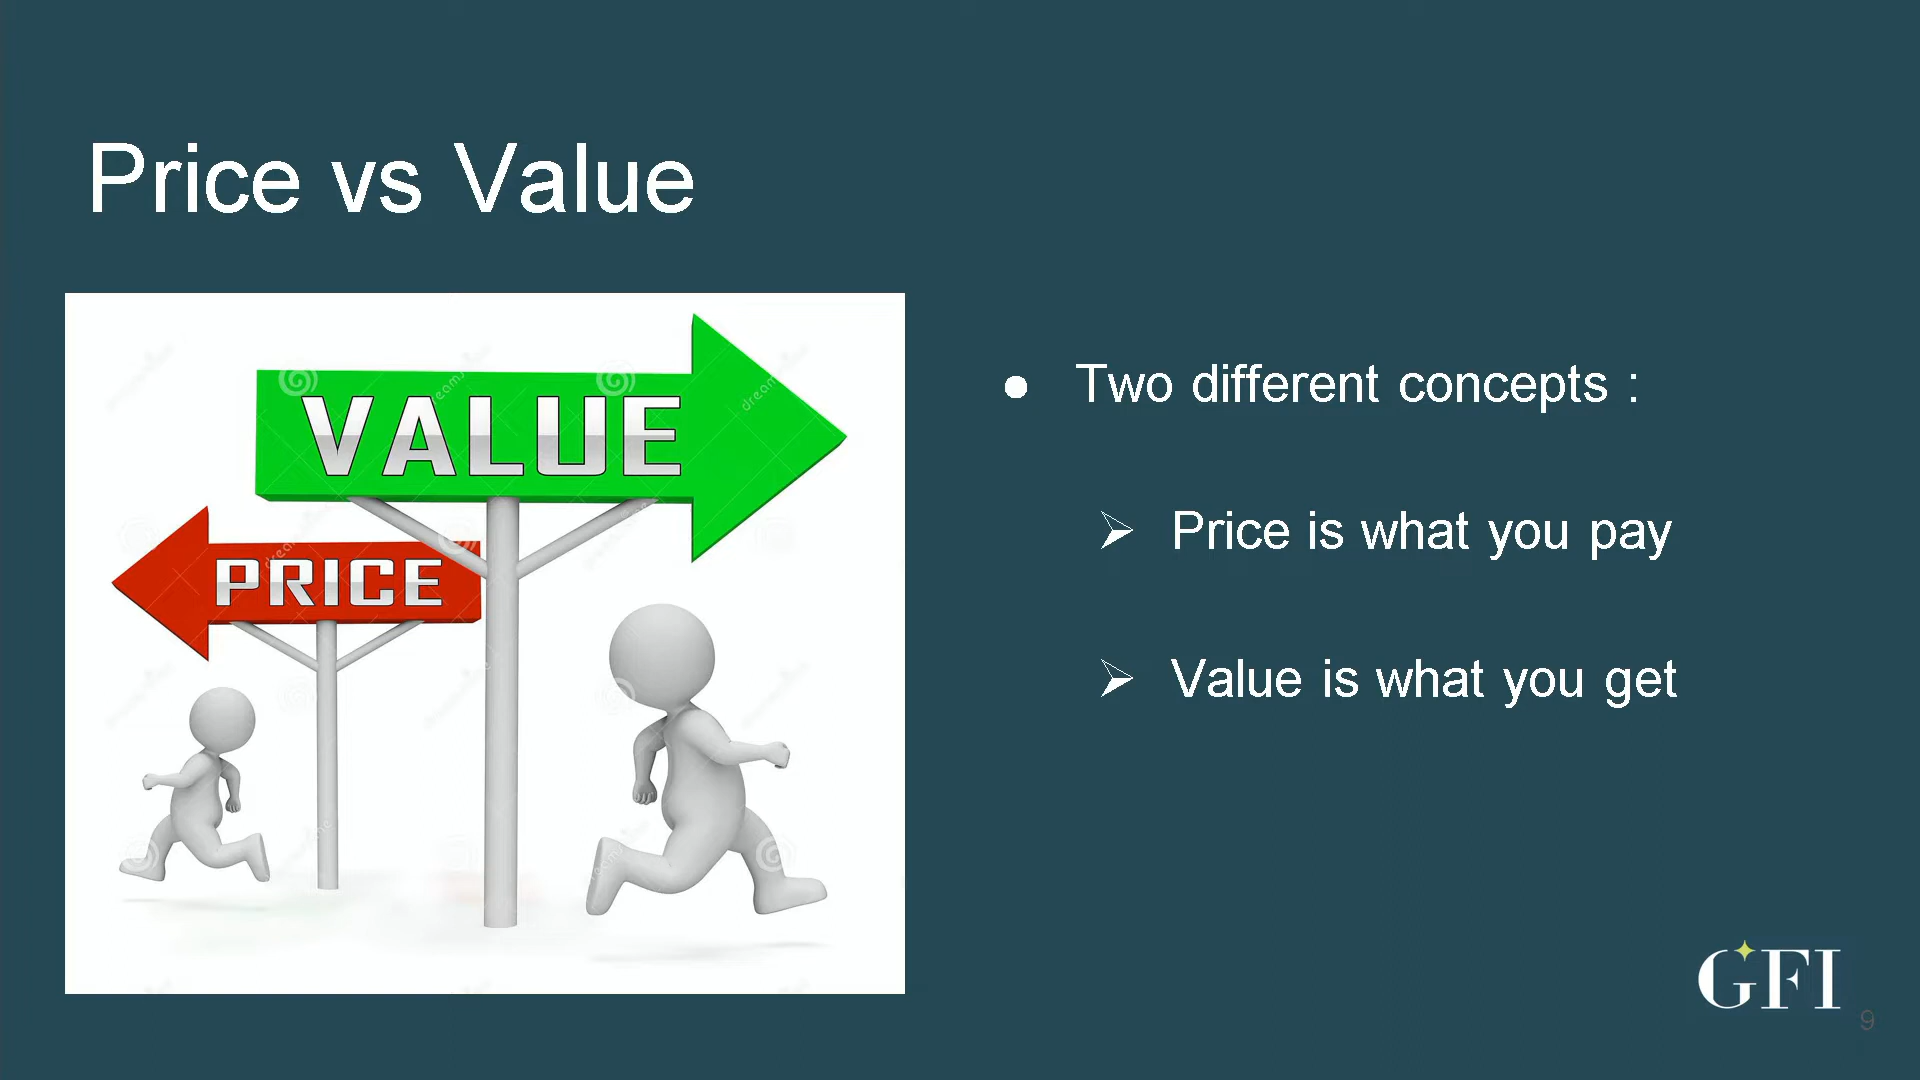 Price vs Value
VALUE
PRICE
● Two different concepts :
➢ Price is what you pay
➢ Value is what you get
GFI
9